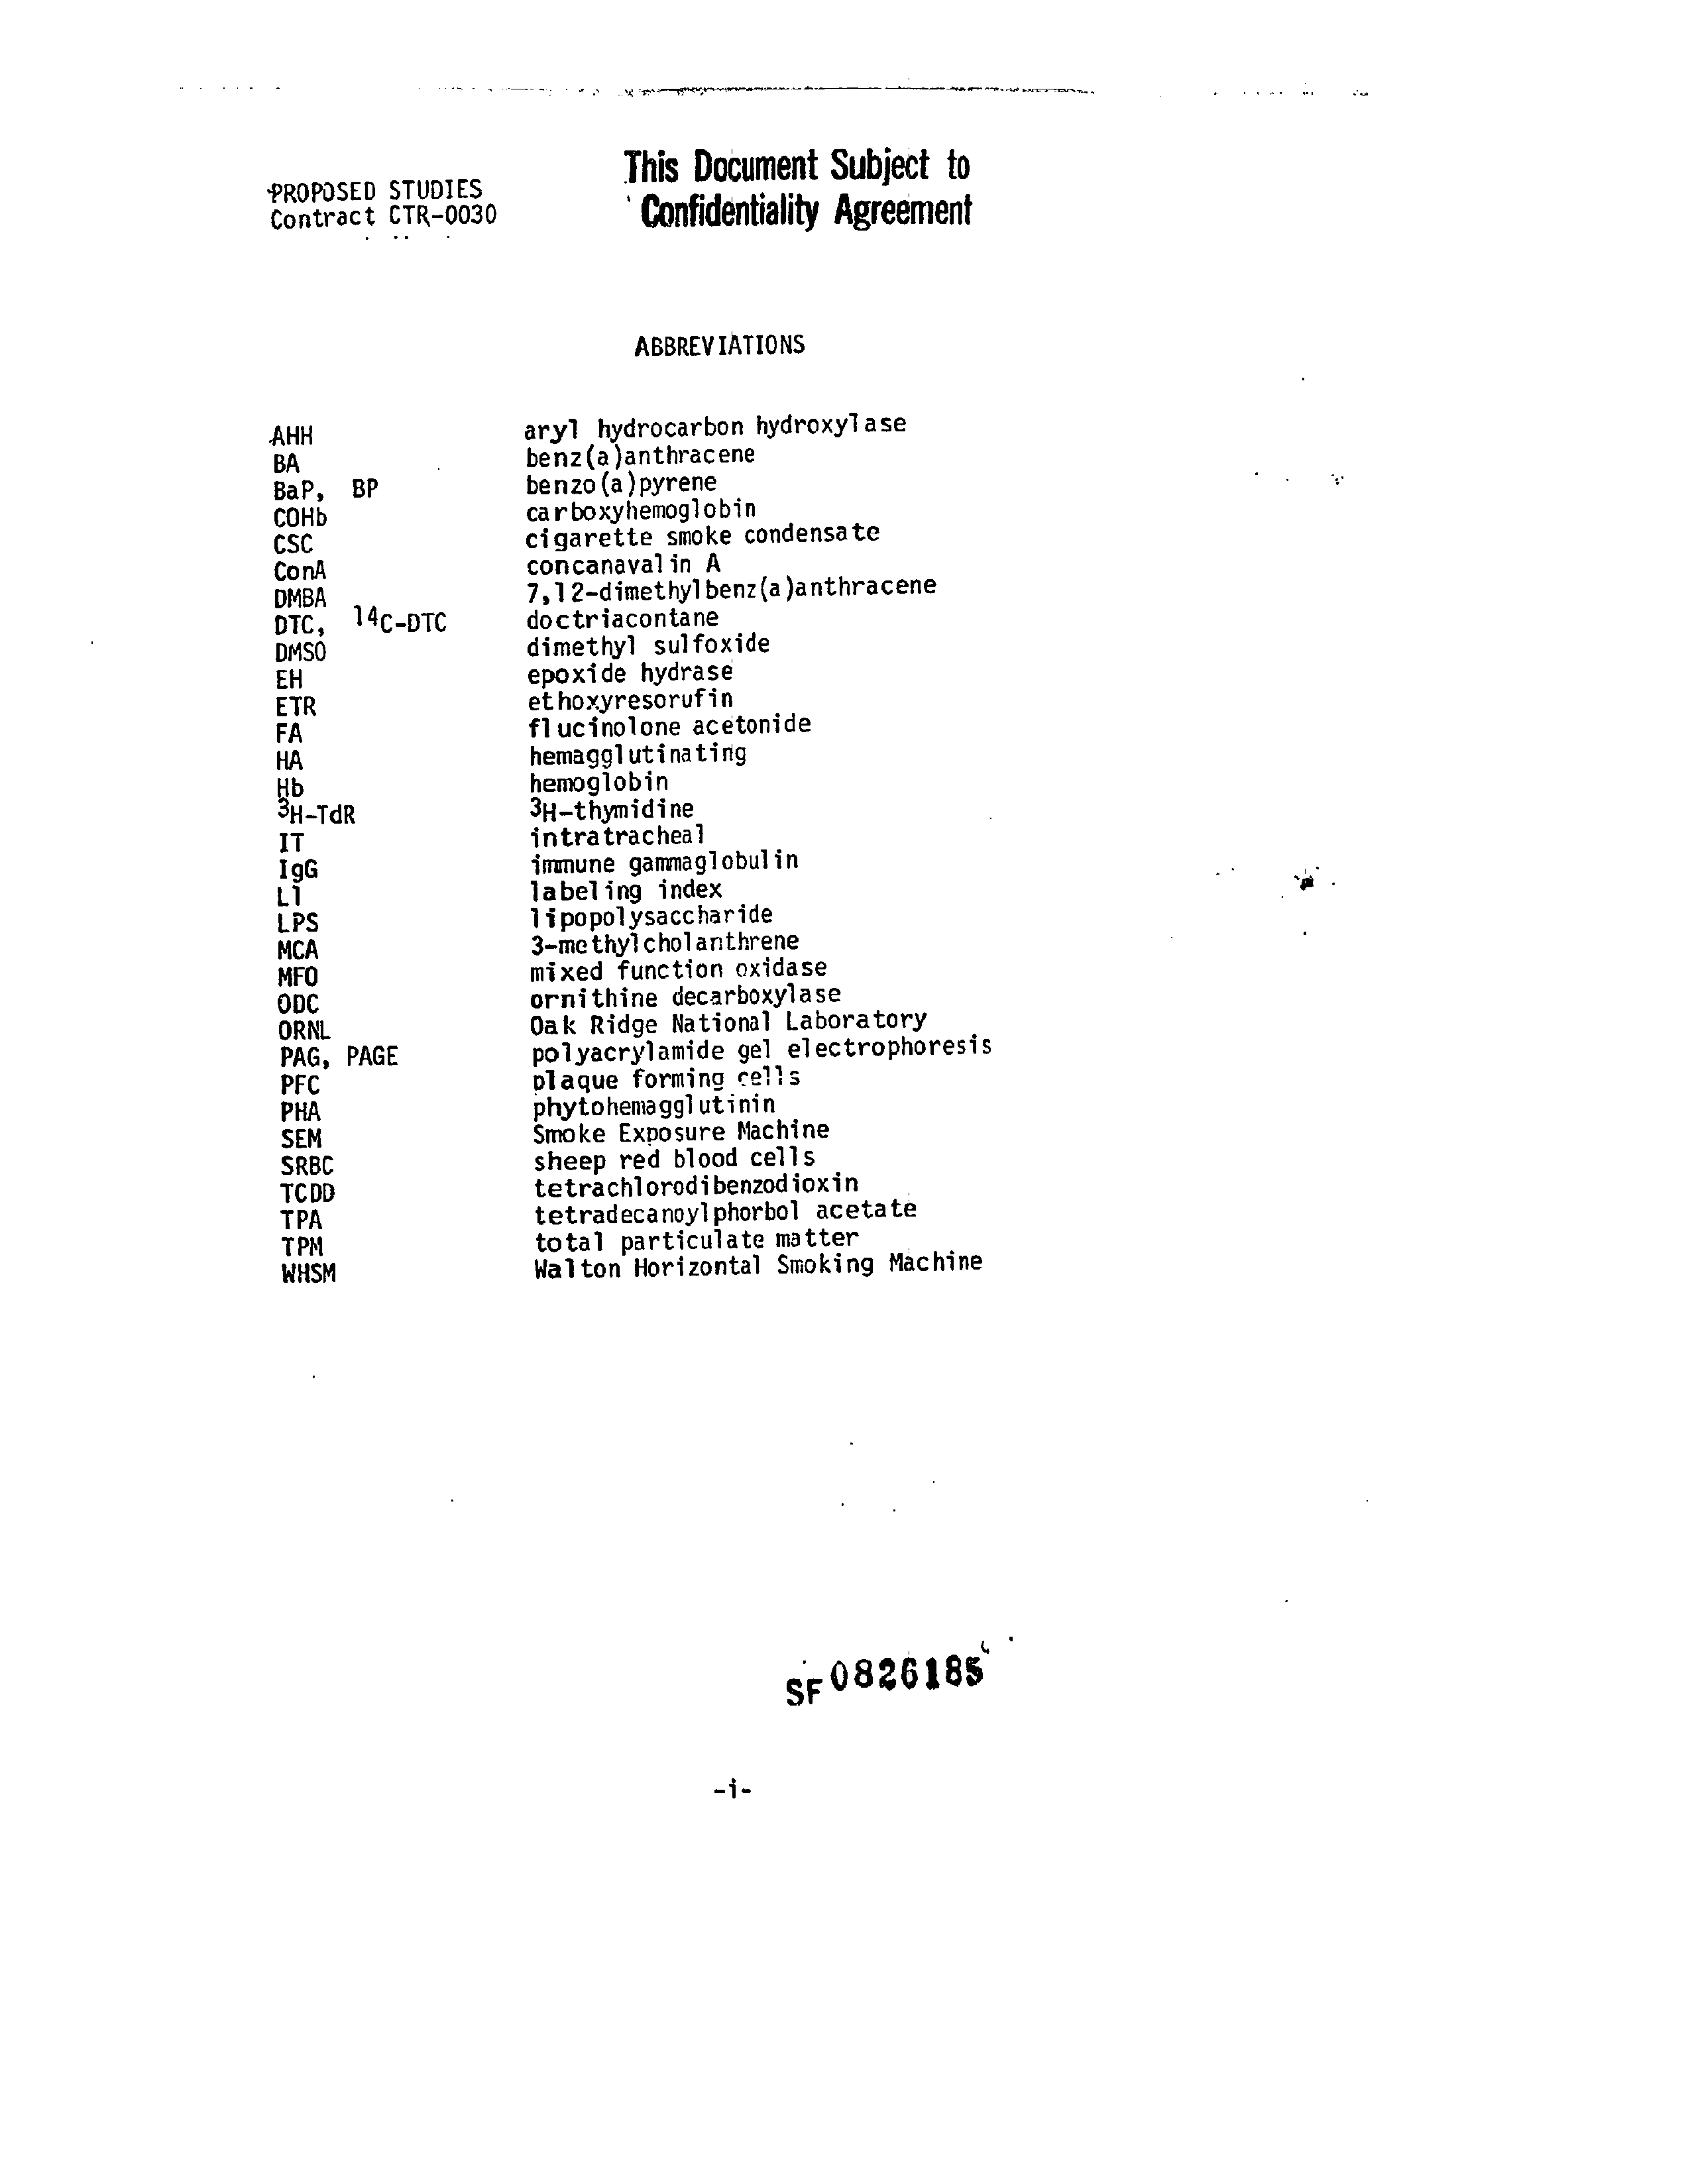 This Document Subject to
Confidentiality Agreement
PROPOSED STUDIES
Contract CTR-0030
ABBREVIATIONS
AHH aryl hydrocarbon hydroxylase
BA benz(a)anthracene
BaP, BP benzo(a)pyrene
COHb carboxyhemoglobin
CSC cigarette smoke condensate
ConA concanavalin A
DMBA 7,12-dimethylbenz(a)anthracene
DTC, 14C-DTC doctriacontane
DMSO dimethyl sulfoxide
EH epoxide hydrase
ETR ethoxyresorufin
FA flucinolone acetonide
HA hemagglutinating
Hb hemoglobin
3H-TdR 3H-thymidine
IT intratracheal
IgG immune gammaglobulin
LI labeling index
LPS lipopolysaccharide
MCA 3-methylcholanthrene
MFO mixed function oxidase
ODC ornithine decarboxylase
ORNL Oak Ridge National Laboratory
PAG, PAGE polyacrylamide gel electrophoresis
PFC plaque forming cells
PHA phytohemagglutinin
SEM Smoke Exposure Machine
SRBC sheep red blood cells
TCDD tetrachlorodibenzodioxin
TPA tetradecanoylphorbol acetate
TPM total particulate matter
WHSM Walton Horizontal Smoking Machine
SF 0826185
-i-